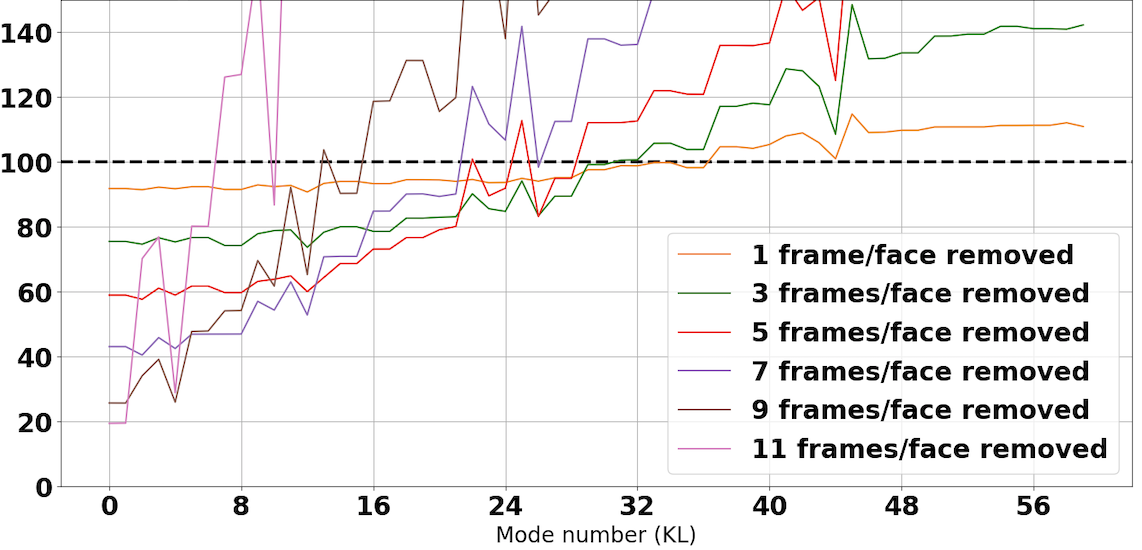 140
120
100
80
60
40
20
0
0 8 16 24 32 40 48 56
Mode number (KL)
1 frame/face removed
3 frames/face removed
5 frames/face removed
7 frames/face removed
9 frames/face removed
11 frames/face removed